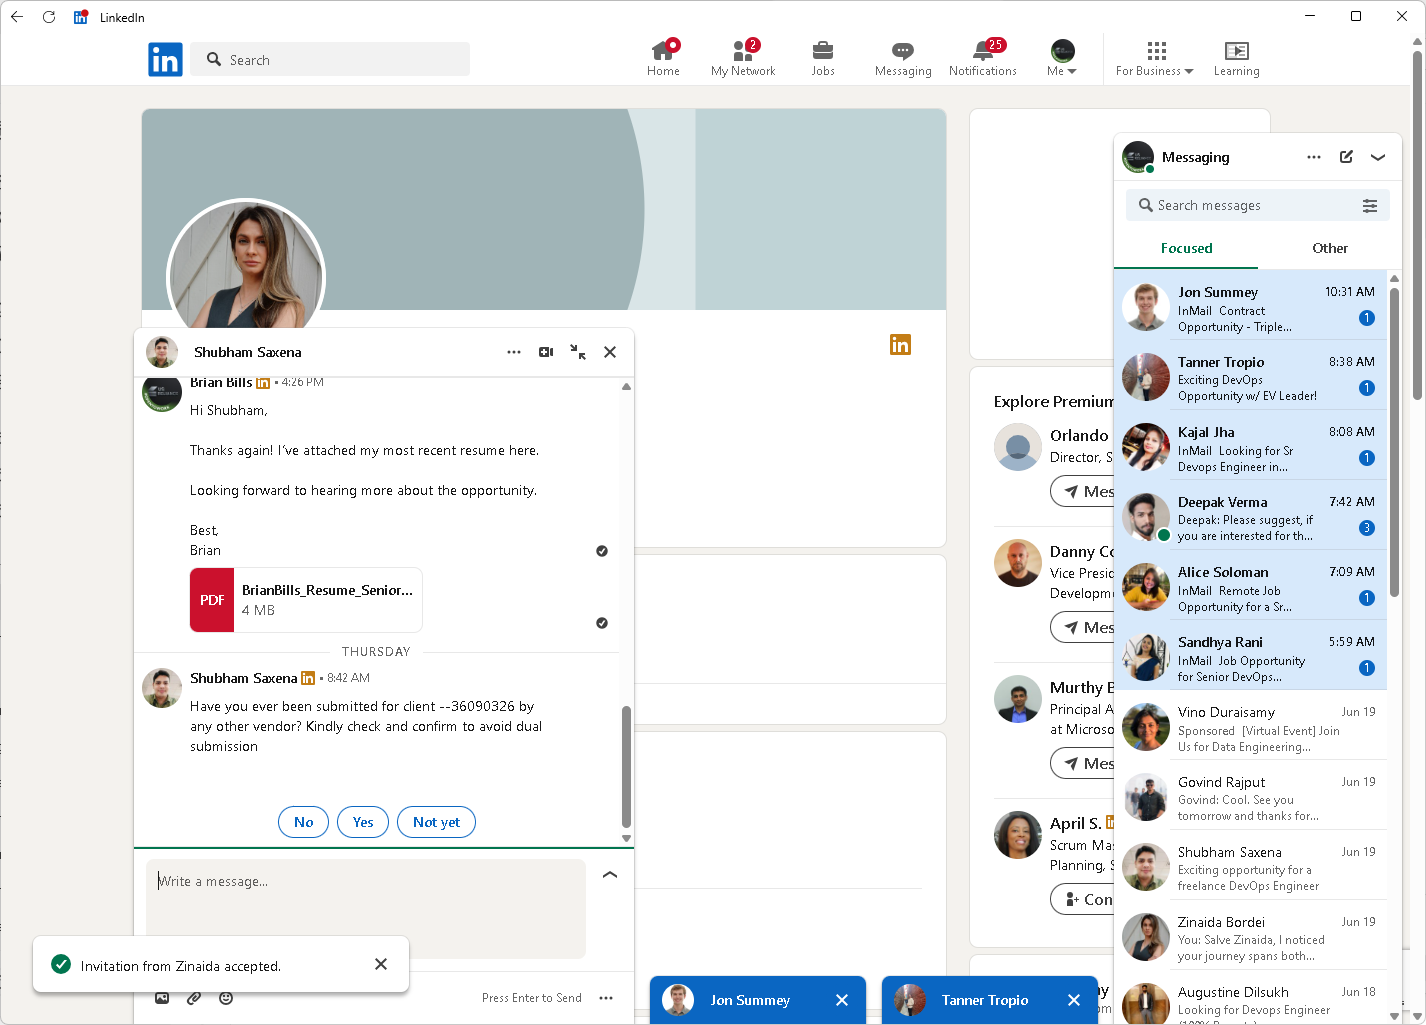 LinkedIn
in
Search
Home
2
My Network
Jobs
Messaging
25
Notifications
Me
For Business
Learning
in
Explore Premium
Orlando
Director, S
Mes
Danny Co
Vice Presid
Developm
Mes
Murthy B
Principal A
at Microso
Mes
April S.
Scrum Mas
Planning, S
Con
Shubham Saxena
Brian Bills in • 4:26 PM
Hi Shubham,
Thanks again! I've attached my most recent resume here.
Looking forward to hearing more about the opportunity.
Best,
Brian
PDF
BrianBills_Resume_Senior...
4 MB
THURSDAY
Shubham Saxena in • 8:42 AM
Have you ever been submitted for client --36090326 by
any other vendor? Kindly check and confirm to avoid dual
submission
No
Yes
Not yet
Write a message...
Press Enter to Send
Invitation from Zinaida accepted.
Jon Summey
Tanner Tropio
Messaging
Search messages
Focused
Other
Jon Summey
10:31 AM
InMail Contract
Opportunity - Triple...
1
Tanner Tropio
8:38 AM
Exciting DevOps
Opportunity w/ EV Leader!
1
Kajal Jha
8:08 AM
InMail Looking for Sr
Devops Engineer in...
1
Deepak Verma
7:42 AM
Deepak: Please suggest, if
you are interested for th...
3
Alice Soloman
7:09 AM
InMail Remote Job
Opportunity for a Sr...
1
Sandhya Rani
5:59 AM
InMail Job Opportunity
for Senior DevOps...
1
Vino Duraisamy
Jun 19
Sponsored [Virtual Event] Join
Us for Data Engineering...
Govind Rajput
Jun 19
Govind: Cool. See you
tomorrow and thanks for...
Shubham Saxena
Jun 19
Exciting opportunity for a
freelance DevOps Engineer
Zinaida Bordei
Jun 19
You: Salve Zinaida, I noticed
your journey spans both...
Augustine Dilsukh
Jun 18
Looking for Devops Engineer